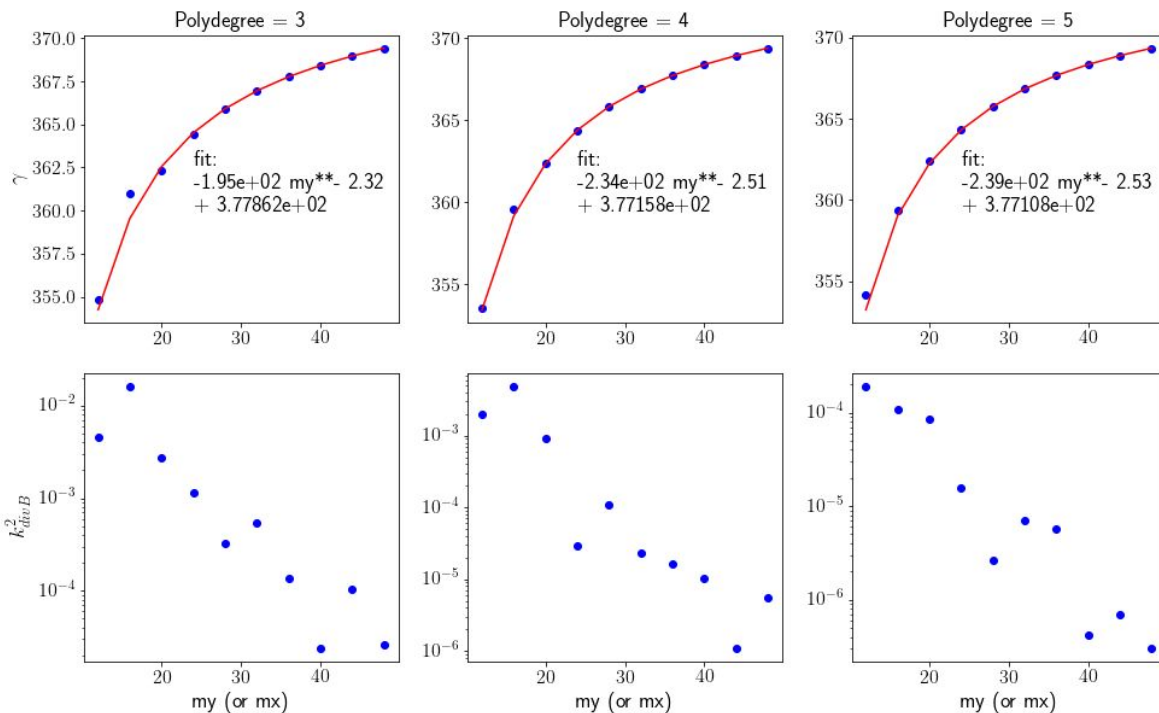 Polydegree = 3
370.0
367.5
365.0
362.5
360.0
357.5
355.0
γ
fit:
-1.95e+02 my**- 2.32
+ 3.77862e+02
20
30
40
Polydegree = 4
370
365
360
355
fit:
-2.34e+02 my**- 2.51
+ 3.77158e+02
20
30
40
Polydegree = 5
370
365
360
355
fit:
-2.39e+02 my**- 2.53
+ 3.77108e+02
20
30
40
10⁻²
10⁻³
10⁻⁴
k²divB
20
30
40
my (or mx)
10⁻³
10⁻⁴
10⁻⁵
10⁻⁶
20
30
40
my (or mx)
10⁻⁴
10⁻⁵
10⁻⁶
20
30
40
my (or mx)